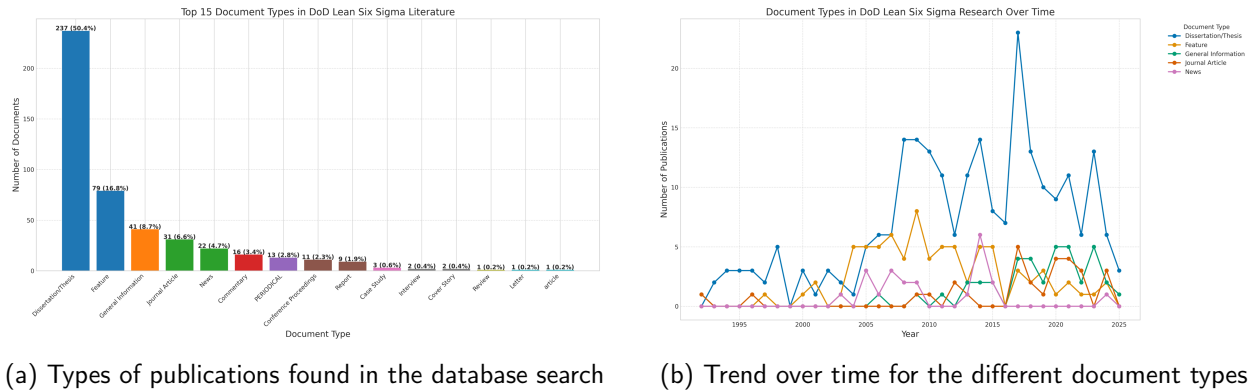 Top 15 Document Types in DoD Lean Six Sigma Literature
Number of Documents
200
150
100
50
0
237 (50.4%)
79 (16.8%)
41 (8.7%)
31 (6.6%)
22 (4.7%)
16 (3.4%)
13 (2.8%)
11 (2.3%)
9 (1.9%)
3 (0.6%)
2 (0.4%)
2 (0.4%)
1 (0.2%)
1 (0.2%)
1 (0.2%)
Dissertation/Thesis
Feature
General Information
Journal Article
News
Commentary
PERIODICAL
Conference Proceedings
Report
Case Study
Interview
Cover Story
Review
Letter
article
Document Type
(a) Types of publications found in the database search
Document Types in DoD Lean Six Sigma Research Over Time
Number of Publications
20
15
10
5
0
1995
2000
2005
2010
2015
2020
2025
Year
Document Type
Dissertation/Thesis
Feature
General Information
Journal Article
News
(b) Trend over time for the different document types